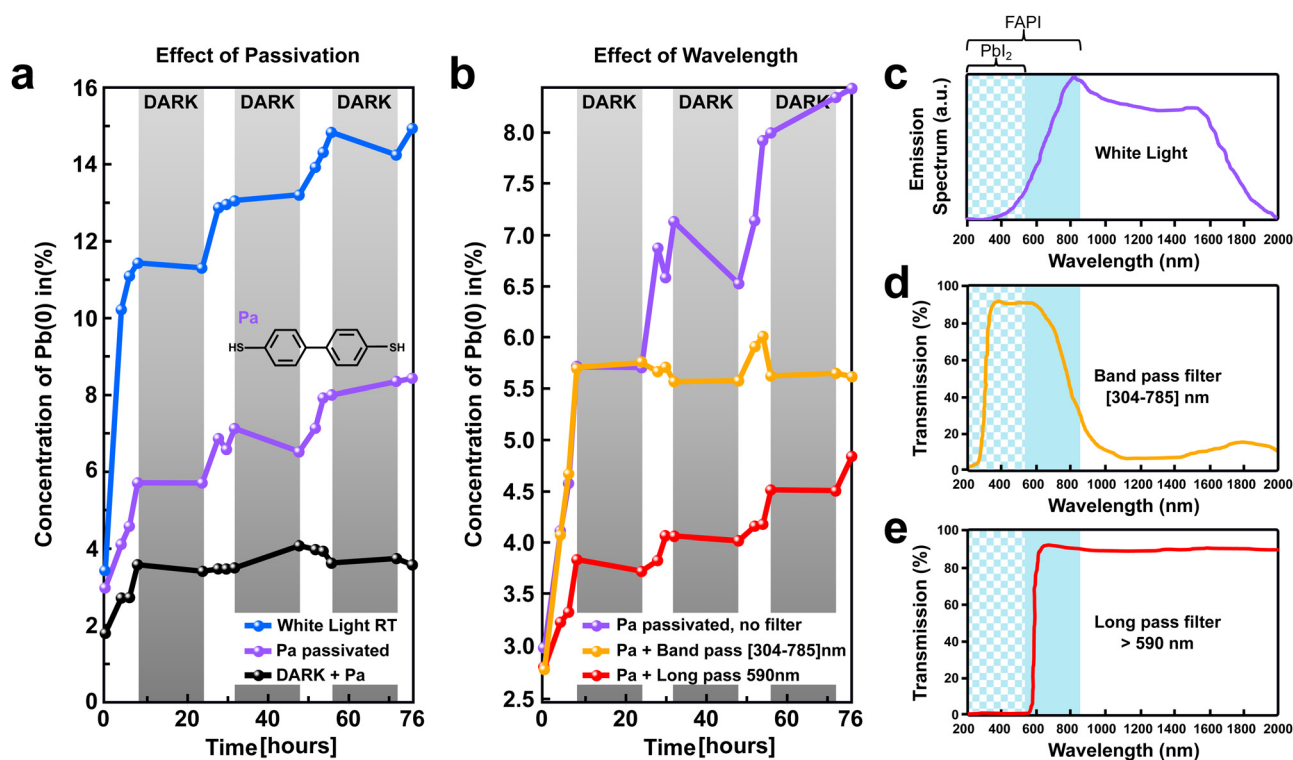 a
Effect of Passivation
Concentration of Pb(0) in(%)
16
14
12
10
8
6
4
2
0
DARK
DARK
DARK
Pa
HS
SH
White Light RT
Pa passivated
DARK + Pa
0
20
40
60
76
Time[hours]
b
Effect of Wavelength
Concentration of Pb(0) in(%)
8.0
7.5
7.0
6.5
6.0
5.5
5.0
4.5
4.0
3.5
3.0
2.5
DARK
DARK
DARK
Pa passivated, no filter
Pa + Band pass [304-785]nm
Pa + Long pass 590nm
0
20
40
60
76
Time[hours]
FAPI
PbI₂
c
Emission
Spectrum (a.u.)
White Light
200 400 600 800 1000 1200 1400 1600 1800 2000
Wavelength (nm)
d
Transmission (%)
100
80
60
40
20
0
Band pass filter
[304-785] nm
200 400 600 800 1000 1200 1400 1600 1800 2000
Wavelength (nm)
e
Transmission (%)
100
80
60
40
20
0
Long pass filter
> 590 nm
200 400 600 800 1000 1200 1400 1600 1800 2000
Wavelength (nm)